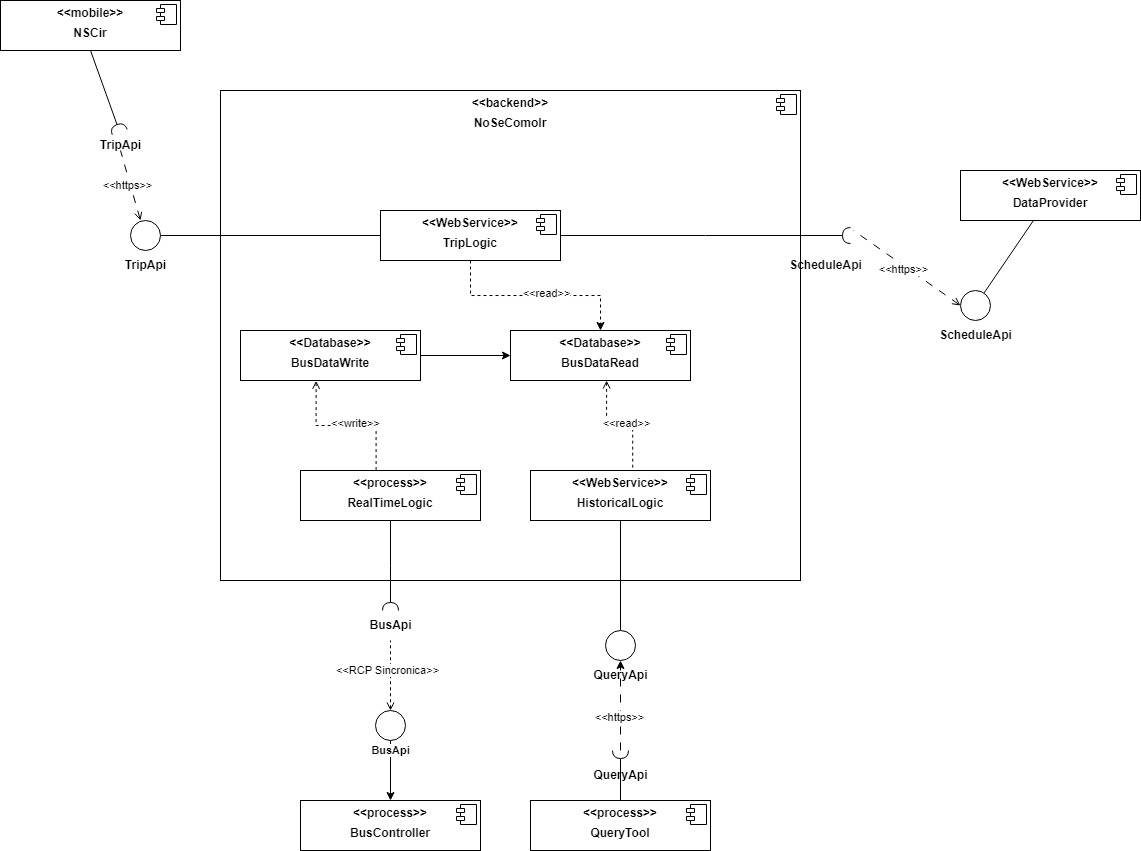 <<mobile>>
NSCir
<<backend>>
NoSeComoIr
TripApi
<<https>>
TripApi
<<WebService>>
TripLogic
<<WebService>>
DataProvider
ScheduleApi
<<https>>
ScheduleApi
<<read>>
<<Database>>
BusDataWrite
<<Database>>
BusDataRead
<<write>>
<<read>>
<<process>>
RealTimeLogic
<<WebService>>
HistoricalLogic
BusApi
<<RCP Sincronica>>
BusApi
QueryApi
<<https>>
QueryApi
<<process>>
BusController
<<process>>
QueryTool